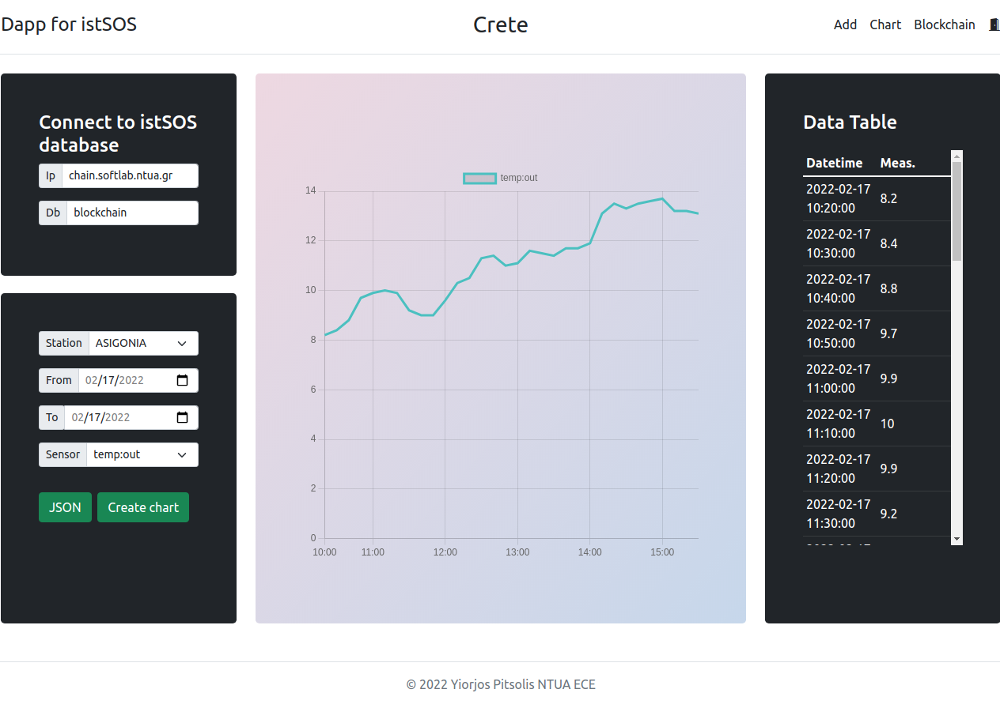 Dapp for istSOS
Crete
Add Chart Blockchain
Connect to istSOS
database
Ip chain.softlab.ntua.gr
Db blockchain
Station ASIGONIA
From 02/17/2022
To 02/17/2022
Sensor temp:out
JSON Create chart
temp:out
14
12
10
8
6
4
2
0
10:00 11:00 12:00 13:00 14:00 15:00
Data Table
Datetime Meas.
2022-02-17
10:20:00 8.2
2022-02-17
10:30:00 8.4
2022-02-17
10:40:00 8.8
2022-02-17
10:50:00 9.7
2022-02-17
11:00:00 9.9
2022-02-17
11:10:00 10
2022-02-17
11:20:00 9.9
2022-02-17
11:30:00 9.2
© 2022 Yiorjos Pitsolis NTUA ECE